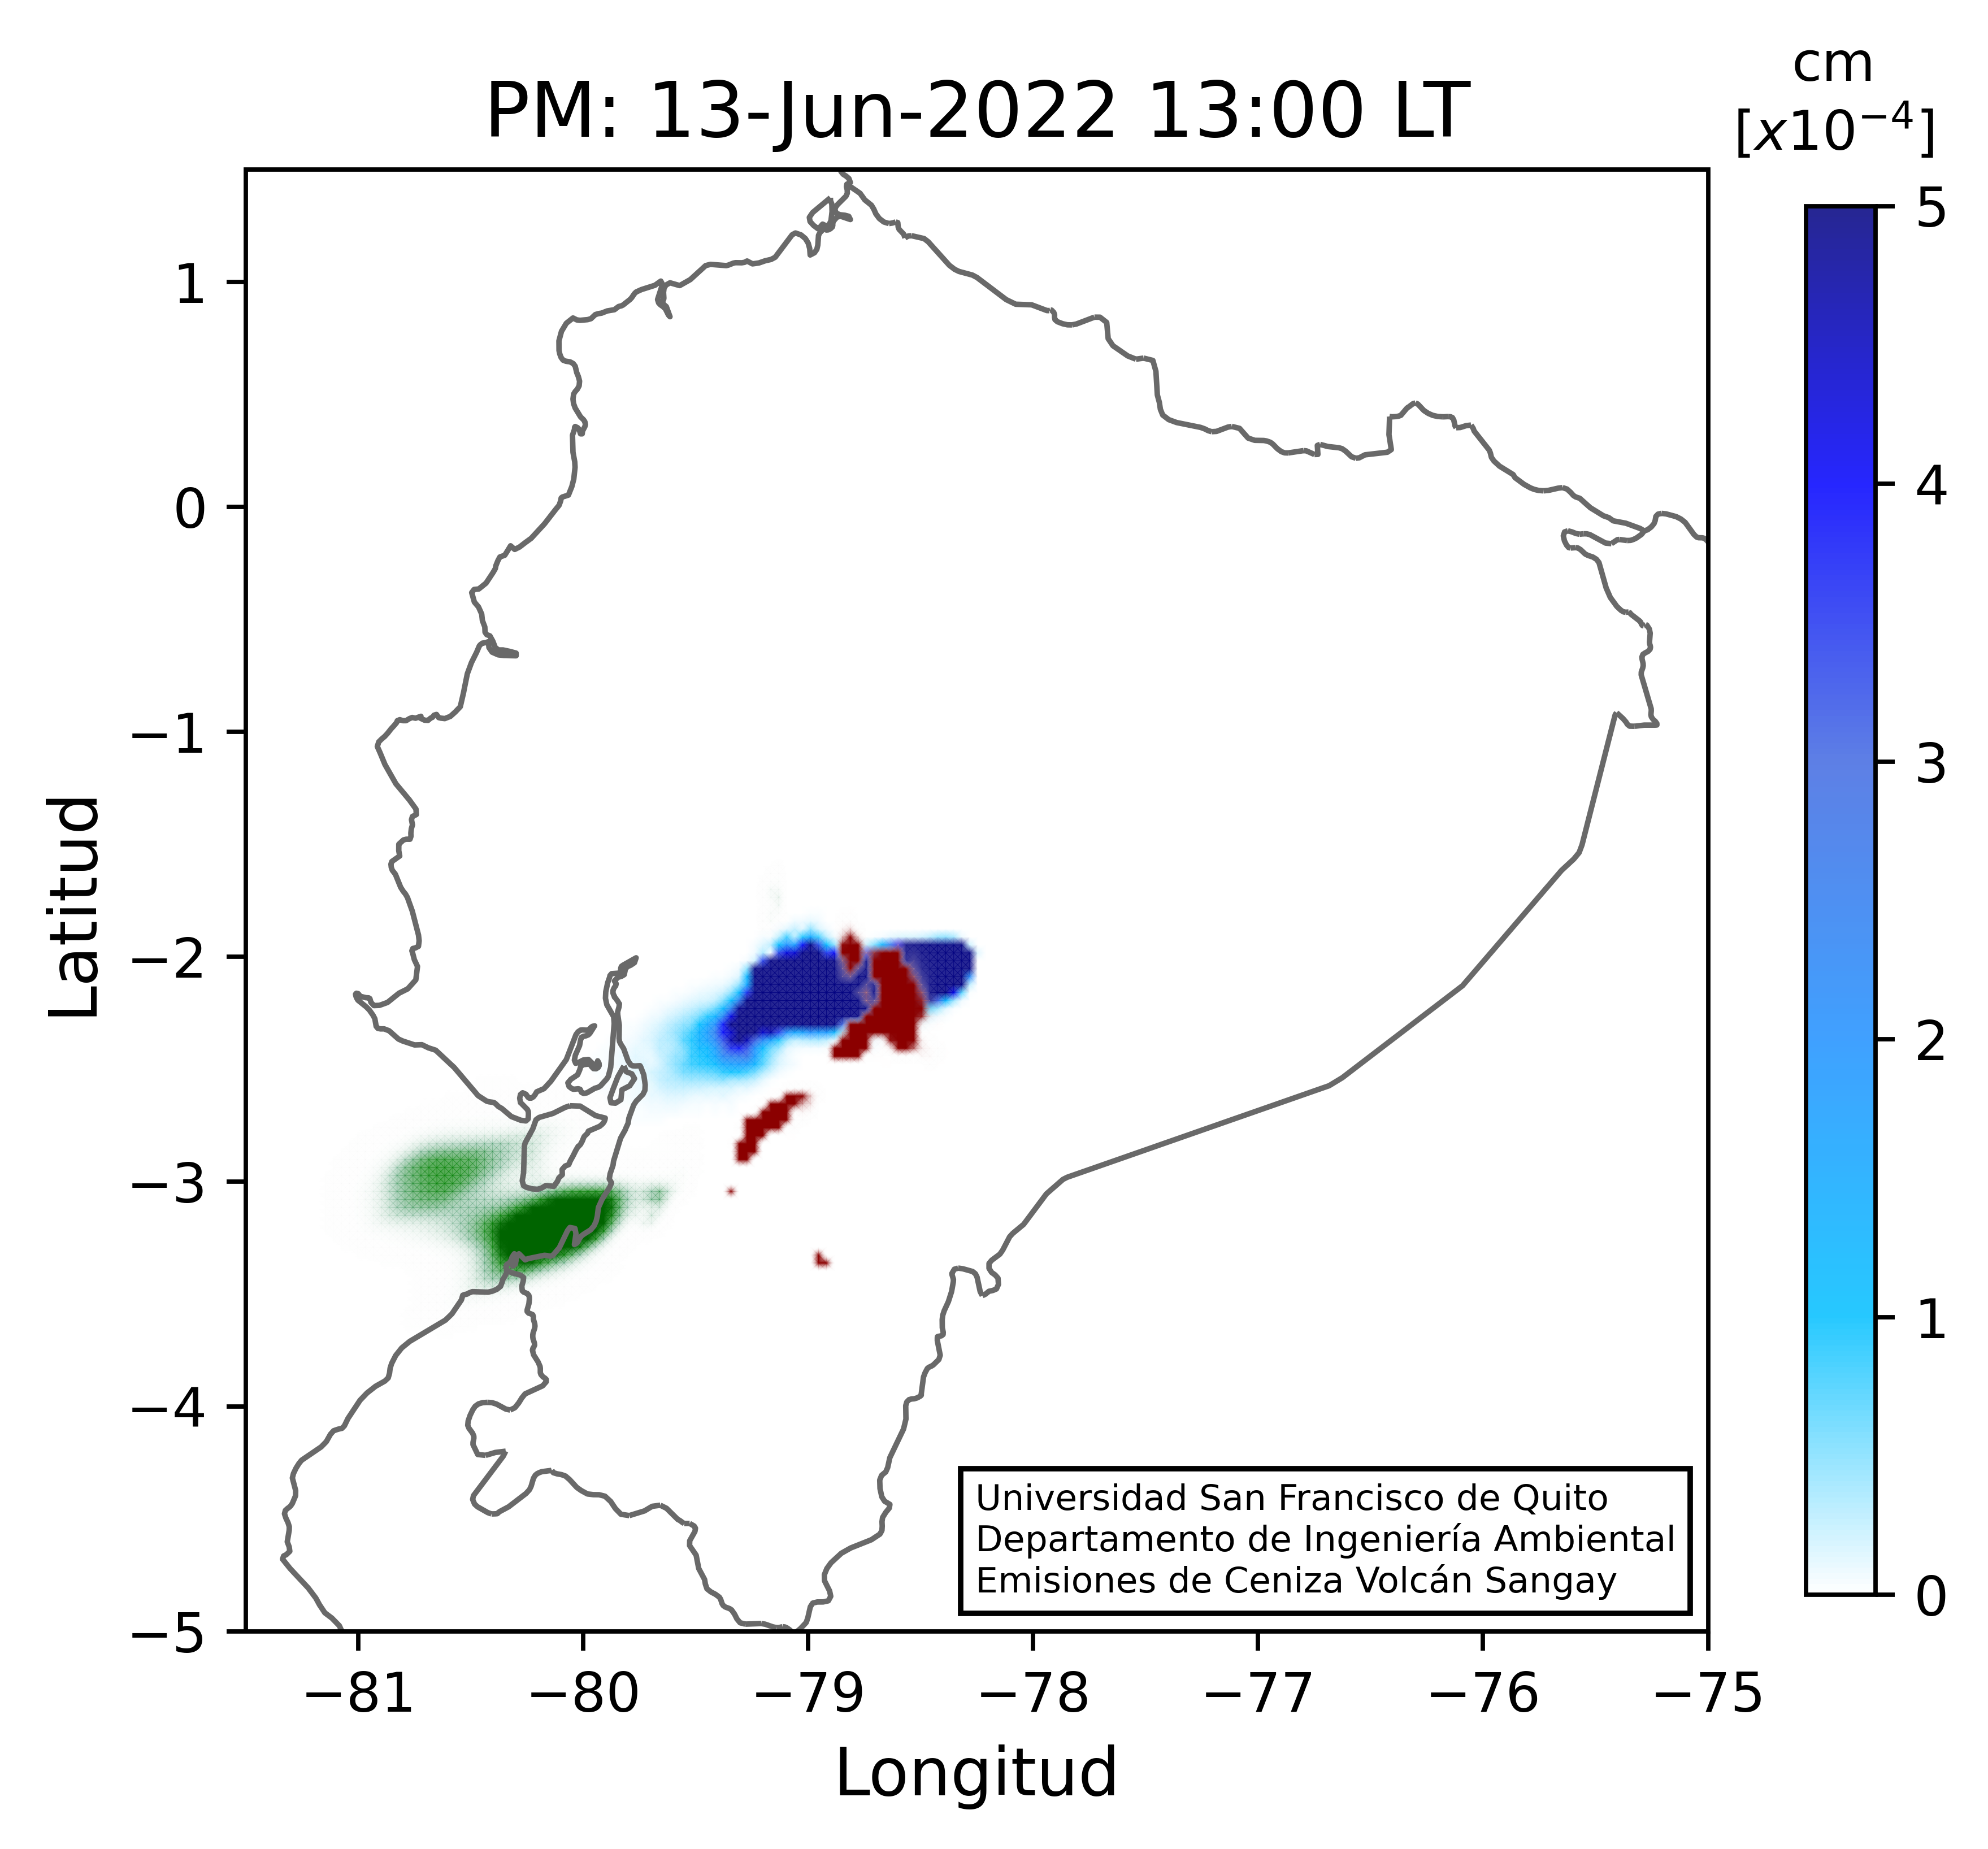 cm
[x10⁻⁴]
PM: 13-Jun-2022 13:00 LT
5
4
3
2
1
0
1
0
−1
−2
−3
−4
−5
Latitud
−81
−80
−79
−78
−77
−76
−75
Longitud
Universidad San Francisco de Quito
Departamento de Ingeniería Ambiental
Emisiones de Ceniza Volcán Sangay